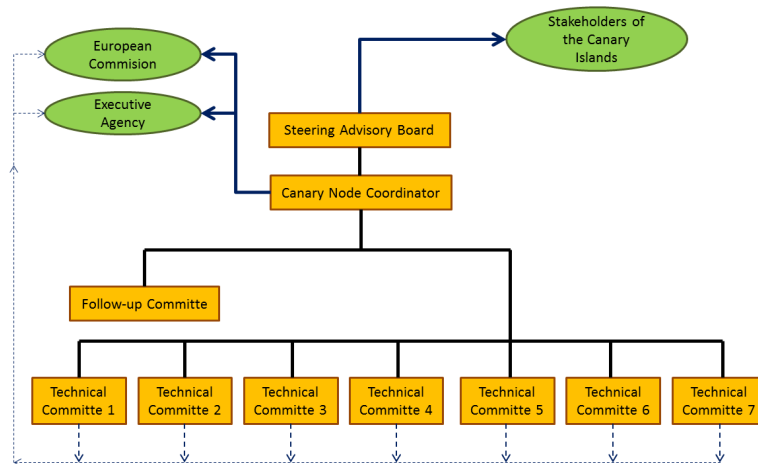 European
Commision
Stakeholders of
the Canary
Islands
Executive
Agency
Steering Advisory Board
Canary Node Coordinator
Follow-up Committe
Technical
Committe 1
Technical
Committe 2
Technical
Committe 3
Technical
Committe 4
Technical
Committe 5
Technical
Committe 6
Technical
Committe 7